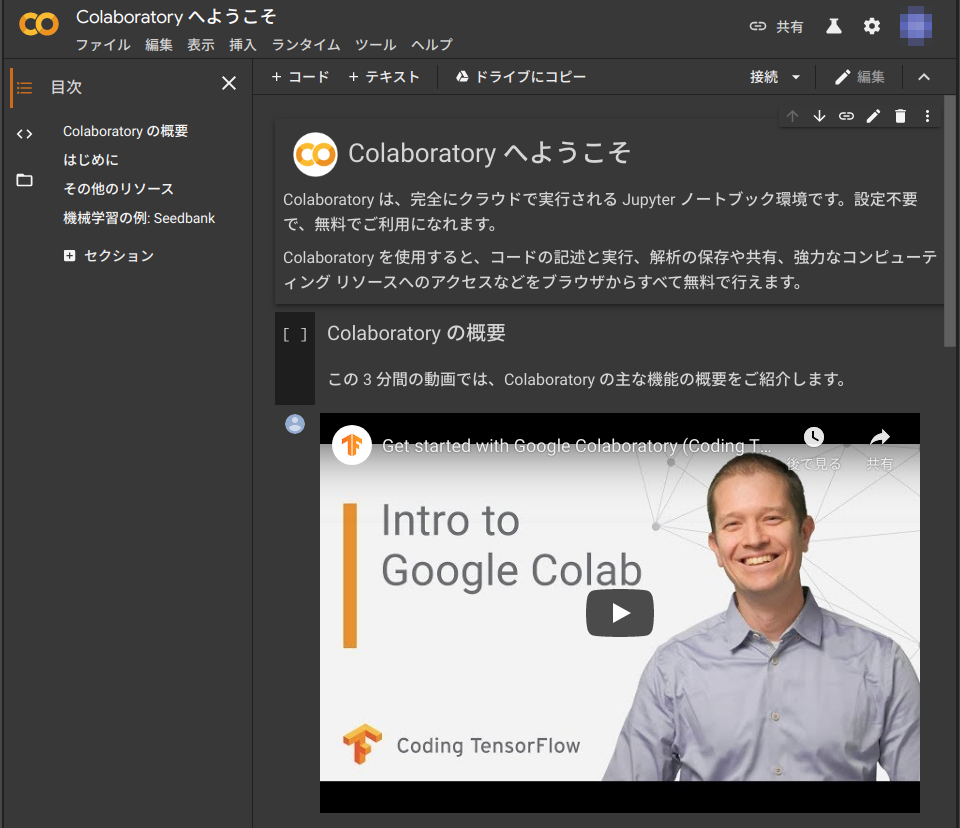 Colaboratory へようこそ
共有
ファイル 編集 表示 挿入 ランタイム ツール ヘルプ
目次
Colaboratory の概要
はじめに
その他のリソース
機械学習の例: Seedbank
セクション
+ コード + テキスト ドライブにコピー 接続 編集
Colaboratory へようこそ
Colaboratory は、完全にクラウドで実行される Jupyter ノートブック環境です。設定不要
で、無料でご利用になれます。
Colaboratory を使用すると、コードの記述と実行、解析の保存や共有、強力なコンピューテ
ィング リソースへのアクセスなどをブラウザからすべて無料で行えます。
[ ] Colaboratory の概要
この 3 分間の動画では、Colaboratory の主な機能の概要をご紹介します。
Get started with Google Colaboratory (Coding T...
後で見る 共有
Intro to
Google Colab
Coding TensorFlow